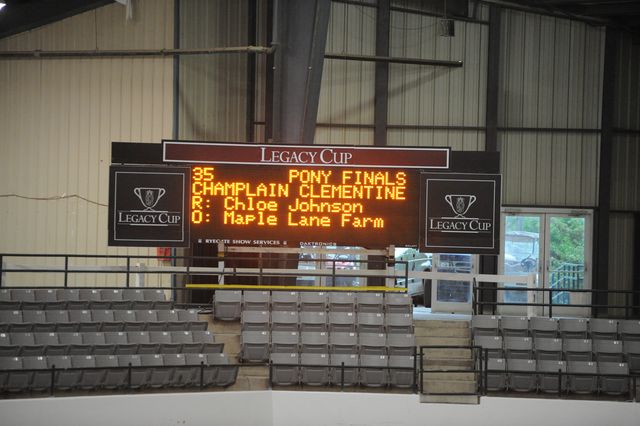 LEGACY CUP
35 PONY FINALS
CHAMPLAIN CLEMENTINE
R: Chloe Johnson
O: Maple Lane Farm
LEGACY CUP
LEGACY CUP
RYEGATE SHOW SERVICES
DAKTRONICS